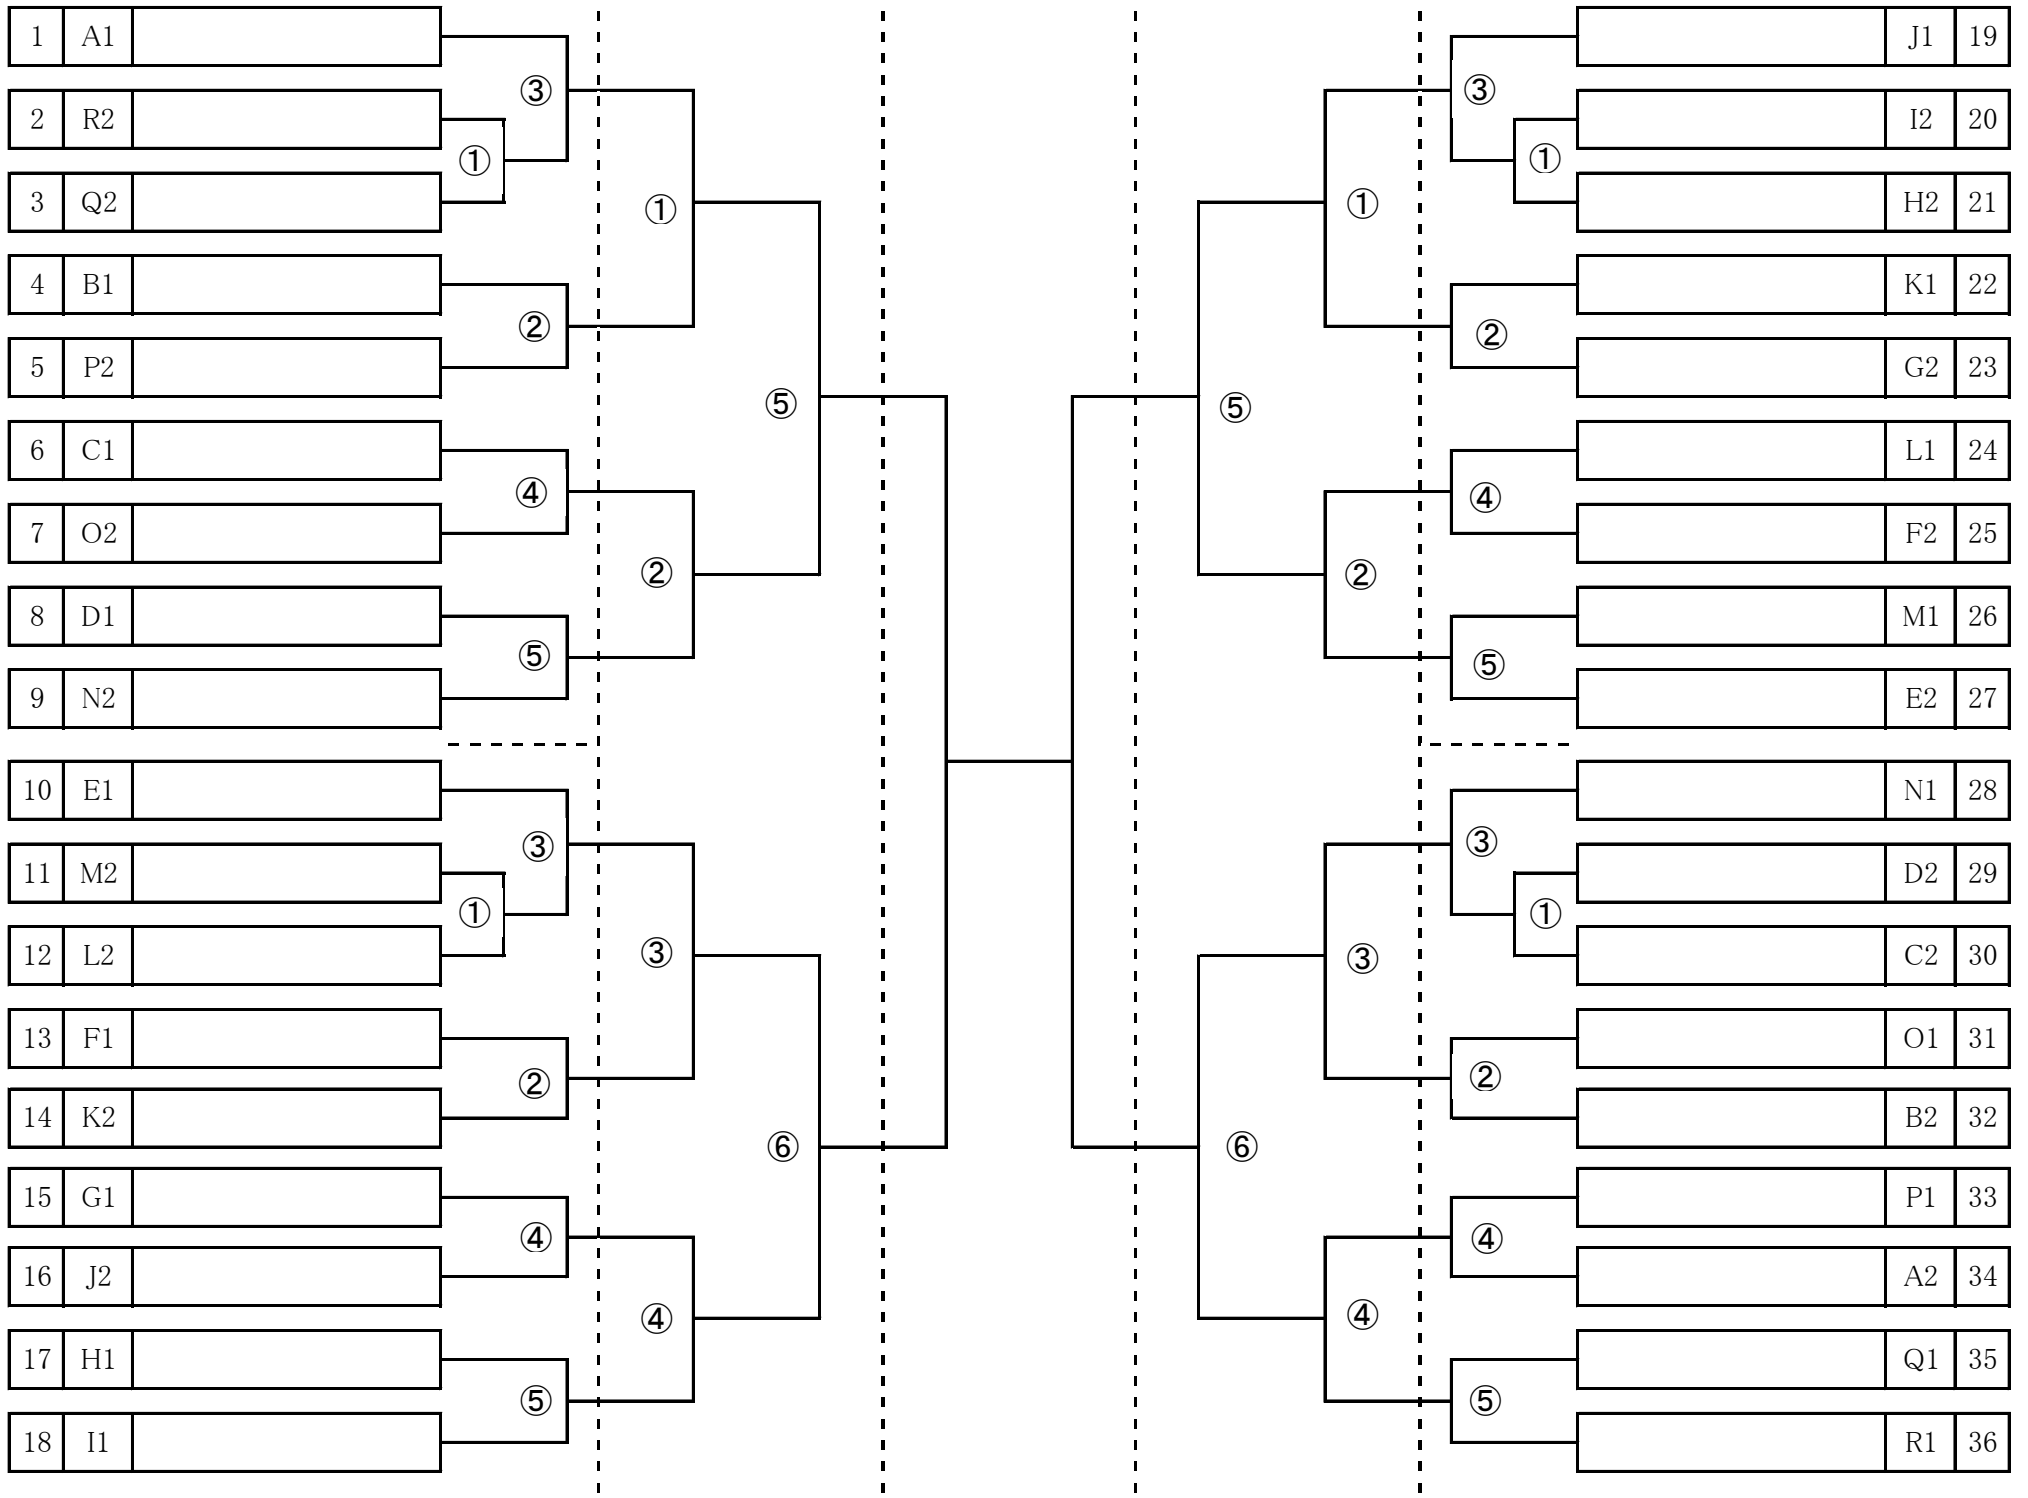 1 A1 J1 19
③ ③
2 R2 I2 20
① ①
3 Q2 H2 21
① ①
4 B1 K1 22
② ②
5 P2 G2 23
⑤ ⑤
6 C1 L1 24
④ ④
7 O2 F2 25
② ②
8 D1 M1 26
⑤ ⑤
9 N2 E2 27
10 E1 N1 28
③ ③
11 M2 D2 29
① ①
12 L2 C2 30
③ ③
13 F1 O1 31
② ②
14 K2 B2 32
⑥ ⑥
15 G1 P1 33
④ ④
16 J2 A2 34
④ ④
17 H1 Q1 35
⑤ ⑤
18 I1 R1 36